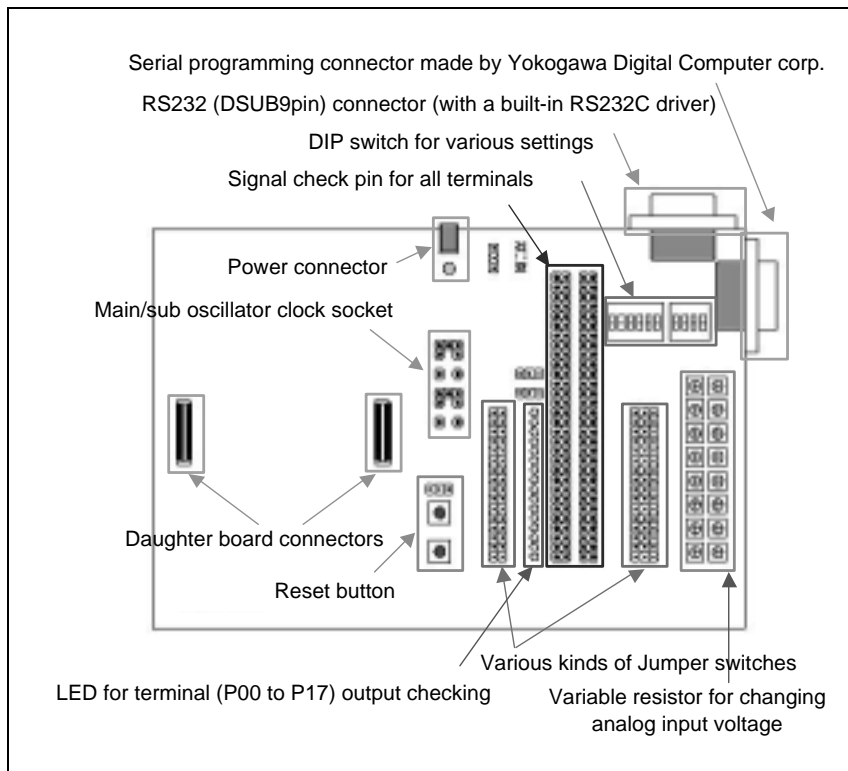 Serial programming connector made by Yokogawa Digital Computer corp.
RS232 (DSUB9pin) connector (with a built-in RS232C driver)
DIP switch for various settings
Signal check pin for all terminals
Power connector
Main/sub oscillator clock socket
Daughter board connectors
Reset button
Various kinds of Jumper switches
LED for terminal (P00 to P17) output checking
Variable resistor for changing
analog input voltage